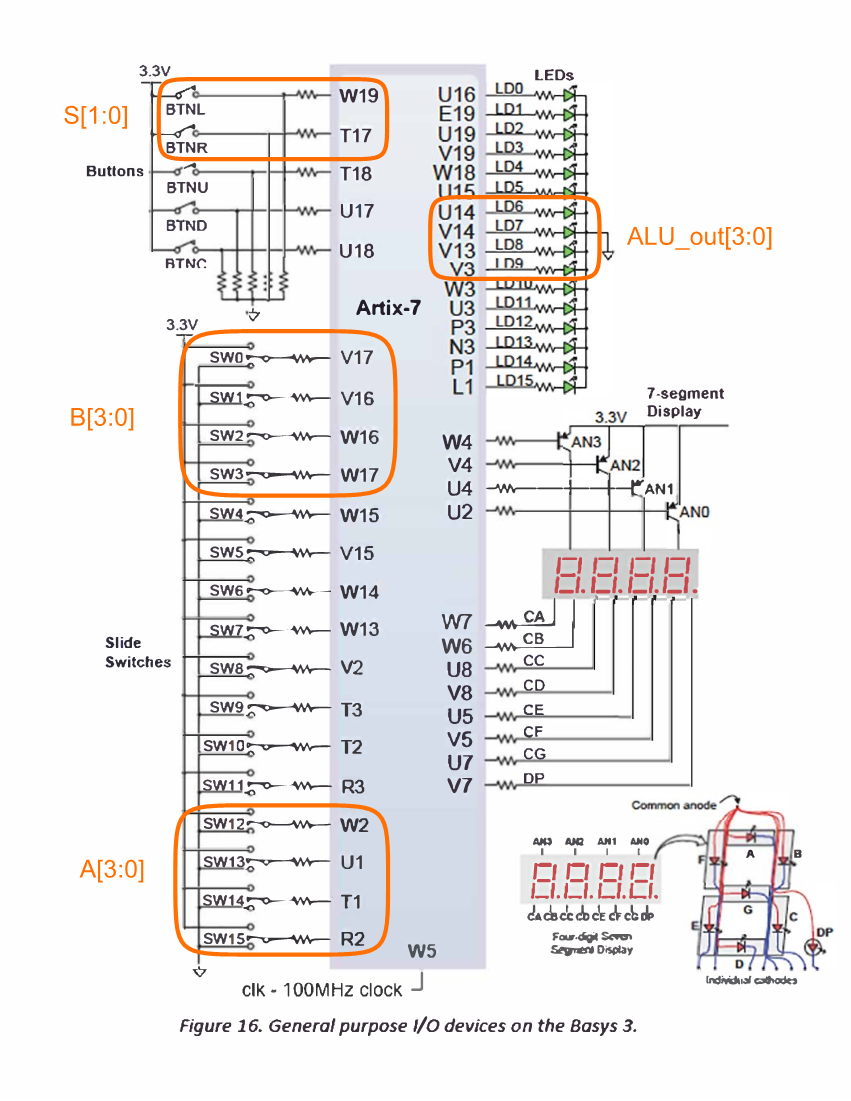 3.3V
BTNL
W19
S[1:0]
BTNR
T17
Buttons
BTNU
T18
BTND
U17
BTNC
U18
LEDs
U16 LD0
E19 LD1
U19 LD2
V19 LD3
W18 LD4
U15 LD5
U14 LD6
V14 LD7
V13 LD8
V3 LD9
W3 LD10
U3 LD11
P3 LD12
N3 LD13
P1 LD14
L1 LD15
ALU_out[3:0]
Artix-7
3.3V
SW0 V17
SW1 V16
B[3:0]
SW2 W16
SW3 W17
SW4 W15
SW5 V15
SW6 W14
SW7 W13
Slide
Switches
SW8 V2
SW9 T3
SW10 T2
SW11 R3
SW12 W2
A[3:0]
SW13 U1
SW14 T1
SW15 R2
7-segment
Display
3.3V
W4 AN3
V4 AN2
U4 AN1
U2 AN0
8.8.8.8.
W7 CA
W6 CB
U8 CC
V8 CD
U5 CE
V5 CF
U7 CG
V7 DP
W5
clk - 100MHz clock
Common anode
AN3 AN2 AN1 AN0
8.8.8.8.
CA CB CC CD CE CF CG DP
Four-digit Seven
Segment Display
A
F
B
G
E
C
D
DP
Individual cathodes
Figure 16. General purpose I/O devices on the Basys 3.